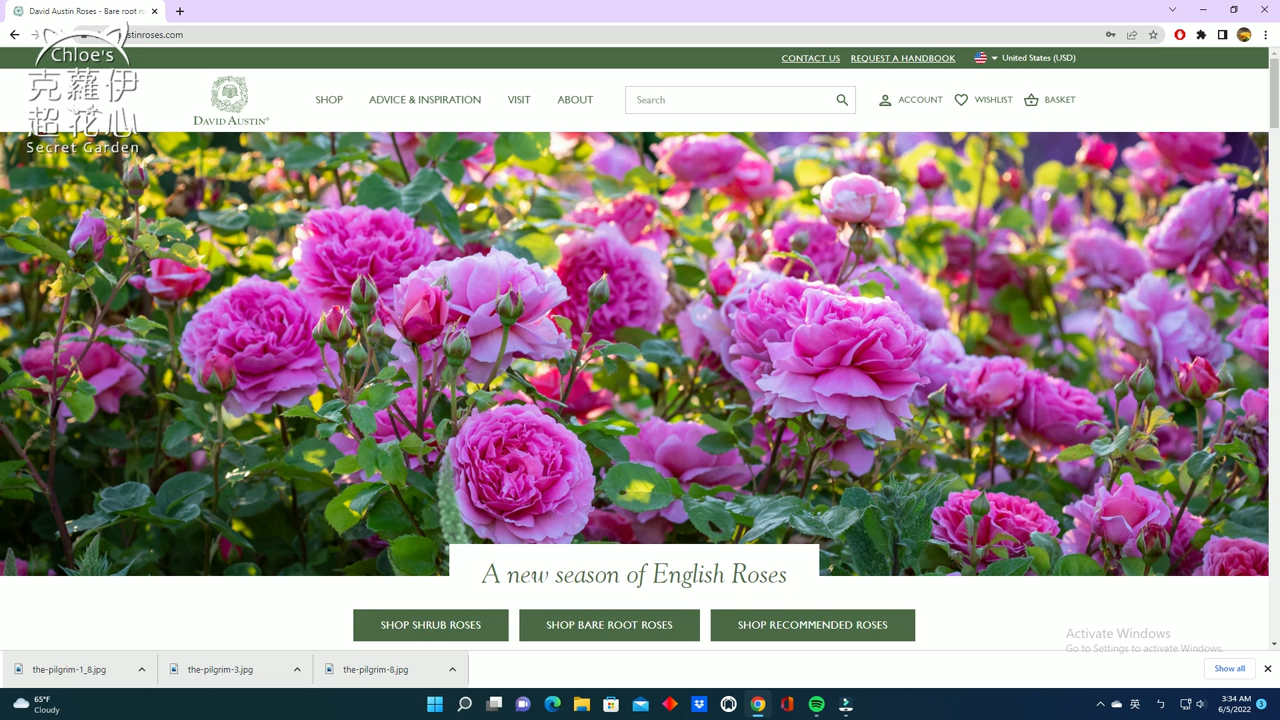 David Austin Roses - Bare root ro
tinroses.com
Chloe's
克蘿伊
超花心
Secret Garden
CONTACT US
REQUEST A HANDBOOK
United States (USD)
DAVID AUSTIN®
SHOP
ADVICE & INSPIRATION
VISIT
ABOUT
Search
ACCOUNT
WISHLIST
BASKET
A new season of English Roses
SHOP SHRUB ROSES
SHOP BARE ROOT ROSES
SHOP RECOMMENDED ROSES
Activate Windows
Go to Settings to activate Windows.
the-pilgrim-1_8.jpg
the-pilgrim-3.jpg
the-pilgrim-8.jpg
Show all
65°F
Cloudy
英
3:34 AM
6/5/2022
3